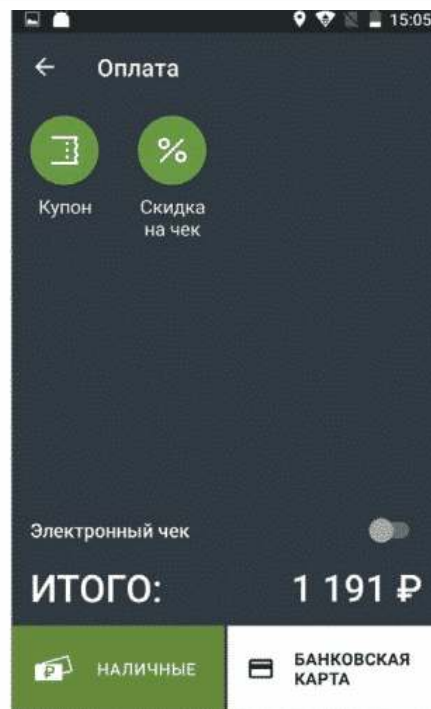 15:05
Оплата
Купон
Скидка
на чек
Электронный чек
ИТОГО: 1 191 ₽
НАЛИЧНЫЕ
БАНКОВСКАЯ
КАРТА